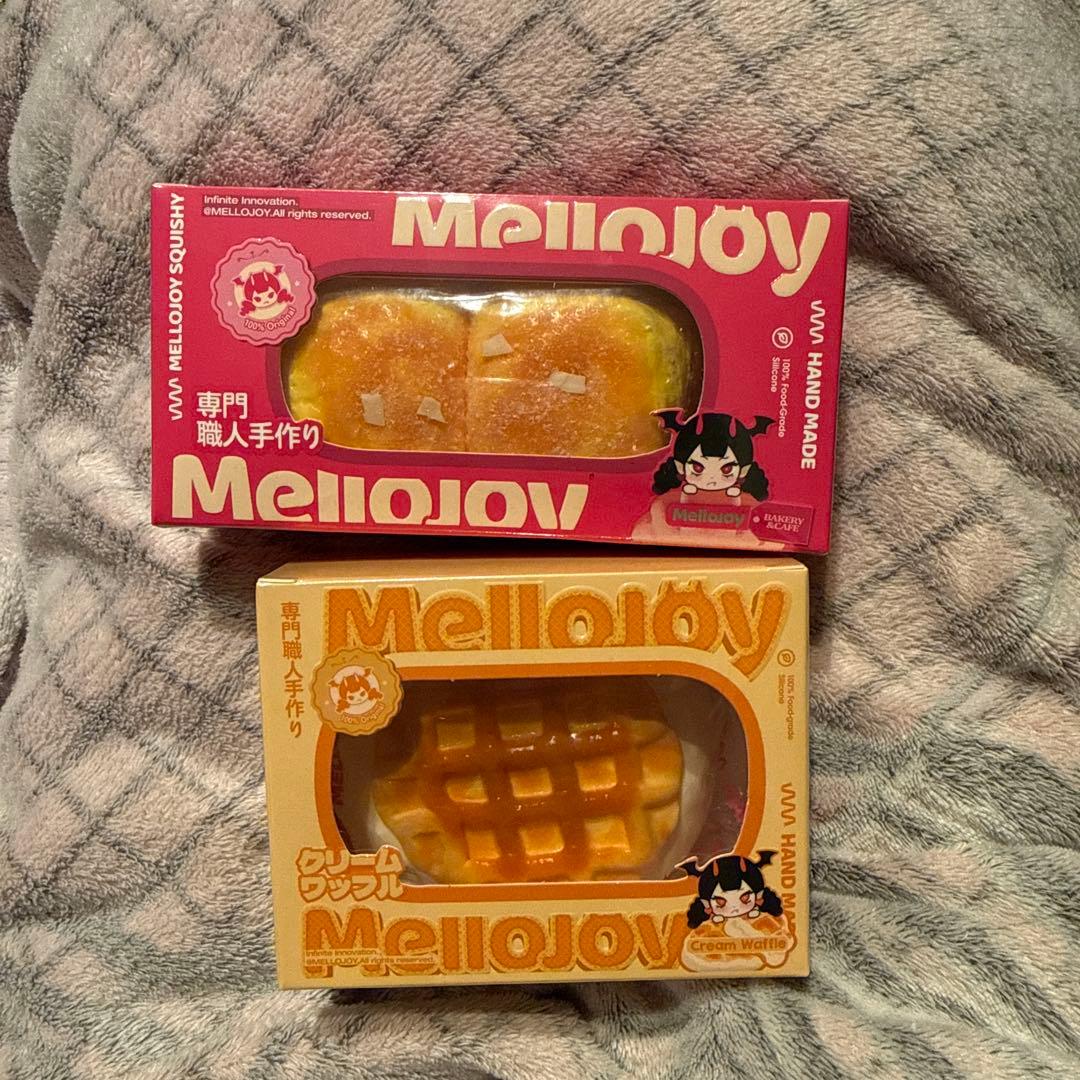 Infinite Innovation.
@MELLOJOY.All rights reserved.
Mellojoy
MELLOJOY SQUISHY
100% Original
HAND MADE
100% Food-Grade
Silicone
専門
職人手作り
Mellojoy
Mellojoy
BAKERY
&CAFE
Mellojoy
専門職人手作り
100% Original
100% Food-grade
Silicone
HAND
クリーム
ワッフル
Mellojoy
Infinite Innovation.
@MELLOJOY.All rights reserved.
Cream Waffle